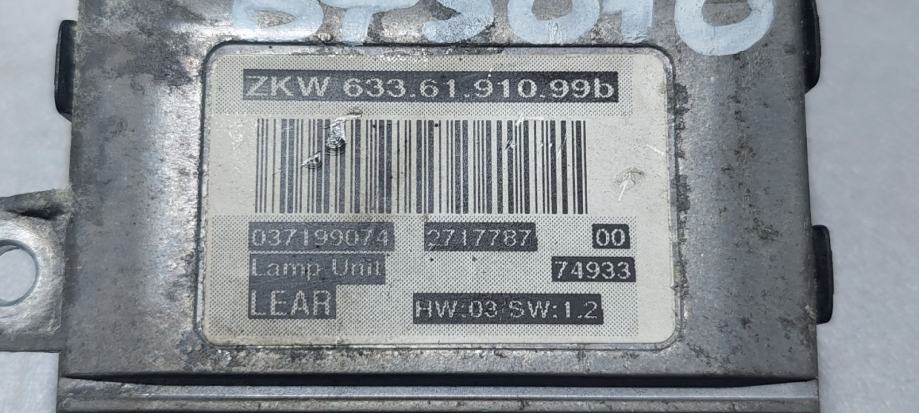 ZKW 633.61.910.99b
037199074 2717787 00
Lamp Unit 74933
LEAR HW:03 SW:1.2